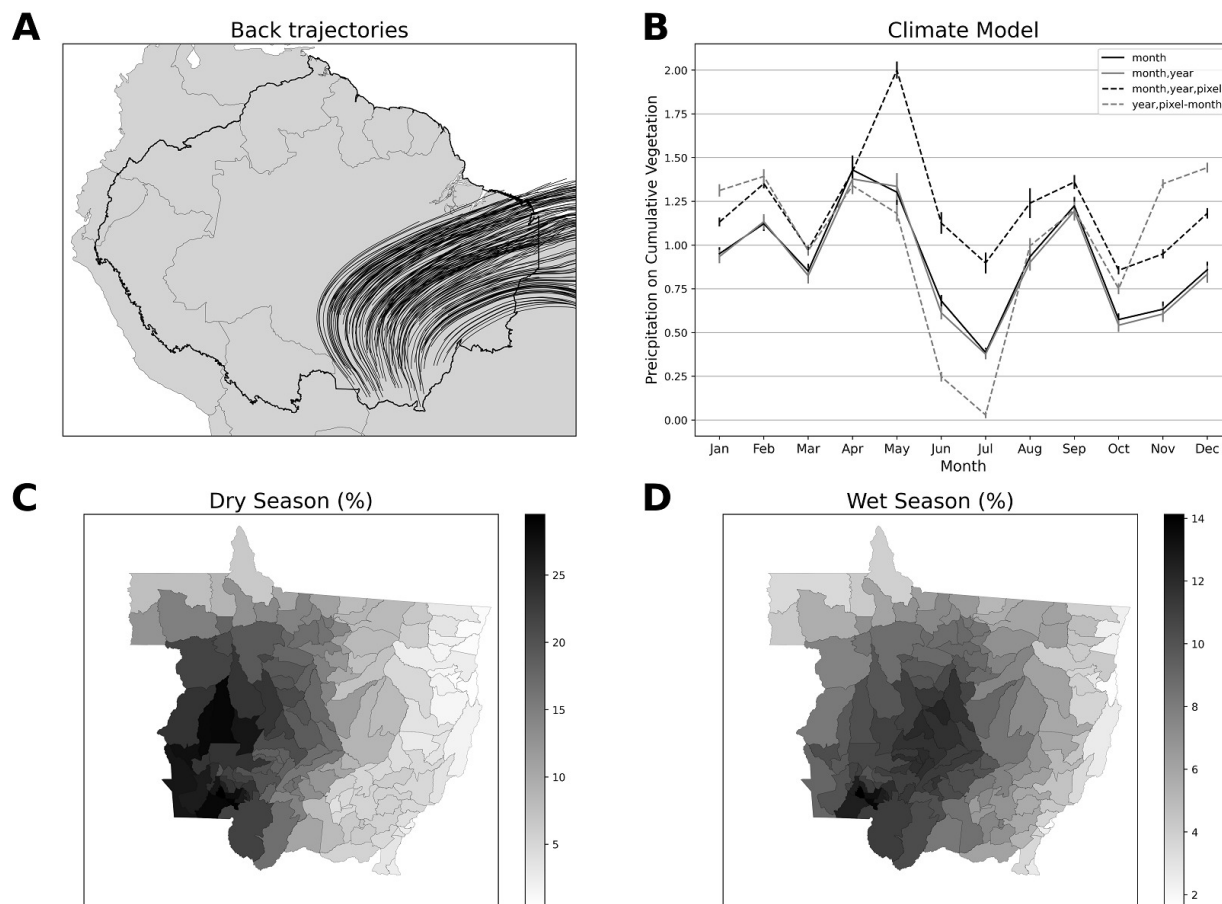 A
Back trajectories
B
Climate Model
Preicpitation on Cumulative Vegetation
2.00
1.75
1.50
1.25
1.00
0.75
0.50
0.25
0.00
month
month,year
month,year,pixel
year,pixel-month
Jan Feb Mar Apr May Jun Jul Aug Sep Oct Nov Dec
Month
C
Dry Season (%)
25
20
15
10
5
D
Wet Season (%)
14
12
10
8
6
4
2